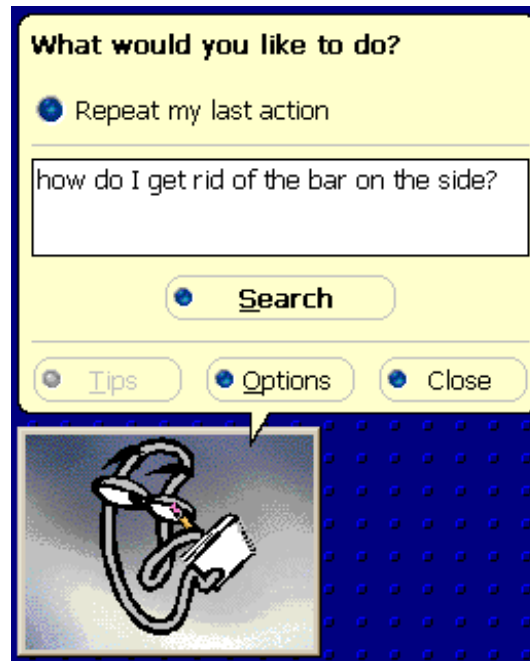 What would you like to do?
Repeat my last action
how do I get rid of the bar on the side?
Search
Tips Options Close